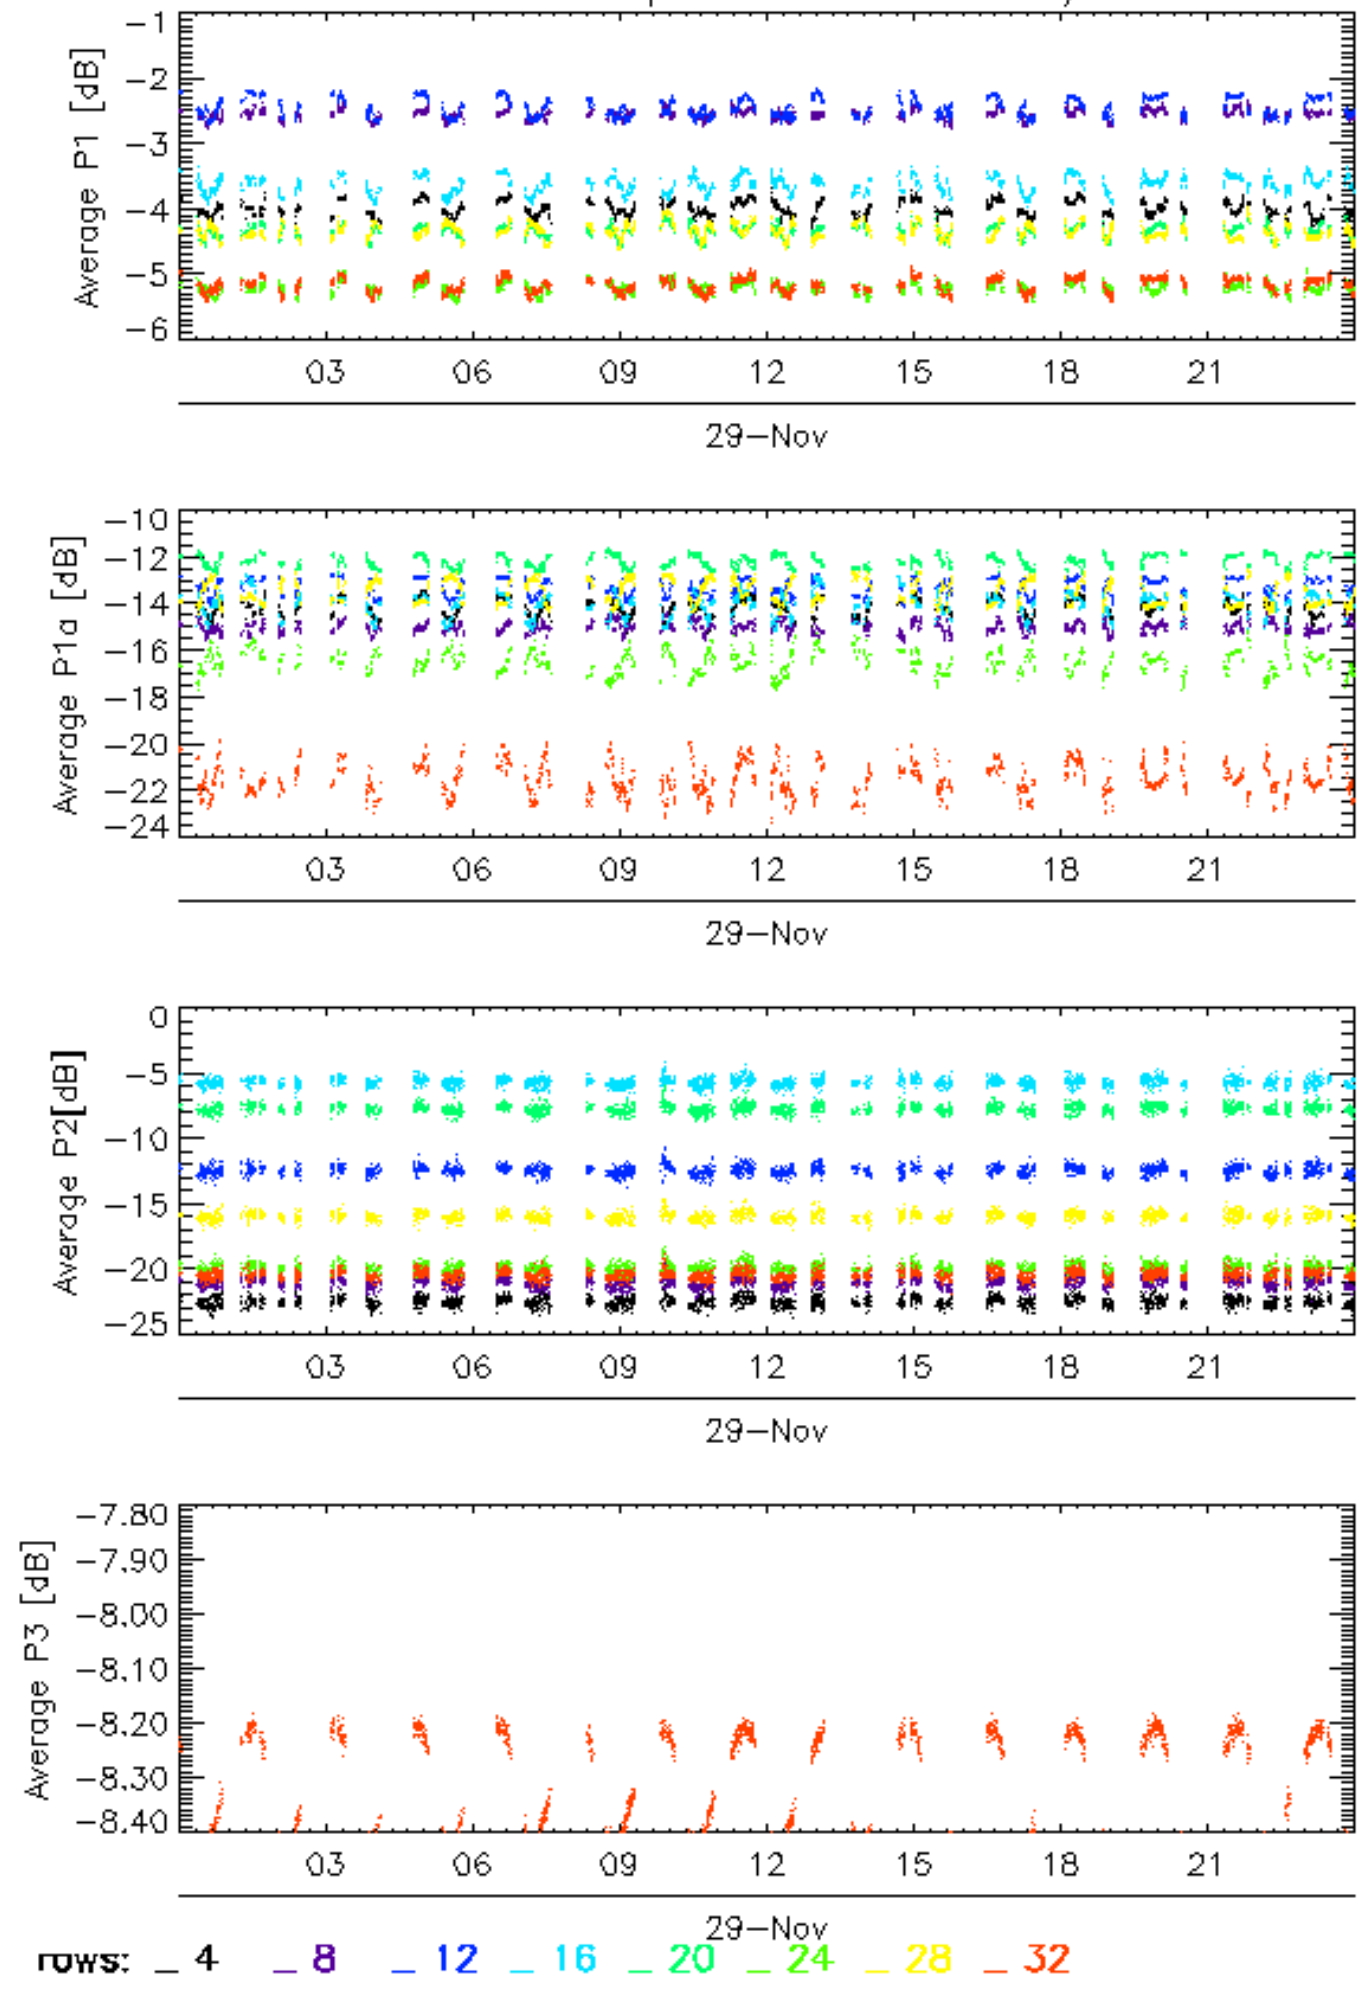 -1
-2
-3
-4
-5
-6
Average P1 [dB]
03 06 09 12 15 18 21
29-Nov
-10
-12
-14
-16
-18
-20
-22
-24
Average P1a [dB]
03 06 09 12 15 18 21
29-Nov
0
-5
-10
-15
-20
-25
Average P2[dB]
03 06 09 12 15 18 21
29-Nov
-7.80
-7.90
-8.00
-8.10
-8.20
-8.30
-8.40
Average P3 [dB]
03 06 09 12 15 18 21
29-Nov
rows: _ 4 _ 8 _ 12 _ 16 _ 20 _ 24 _ 28 _ 32